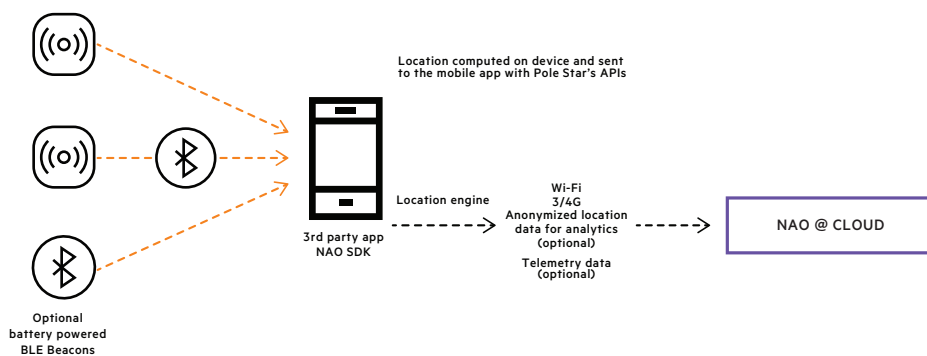 Location computed on device and sent
to the mobile app with Pole Star's APIs
Location engine
Wi-Fi
3/4G
Anonymized location
data for analytics
(optional)
Telemetry data
(optional)
NAO @ CLOUD
3rd party app
NAO SDK
Optional
battery powered
BLE Beacons